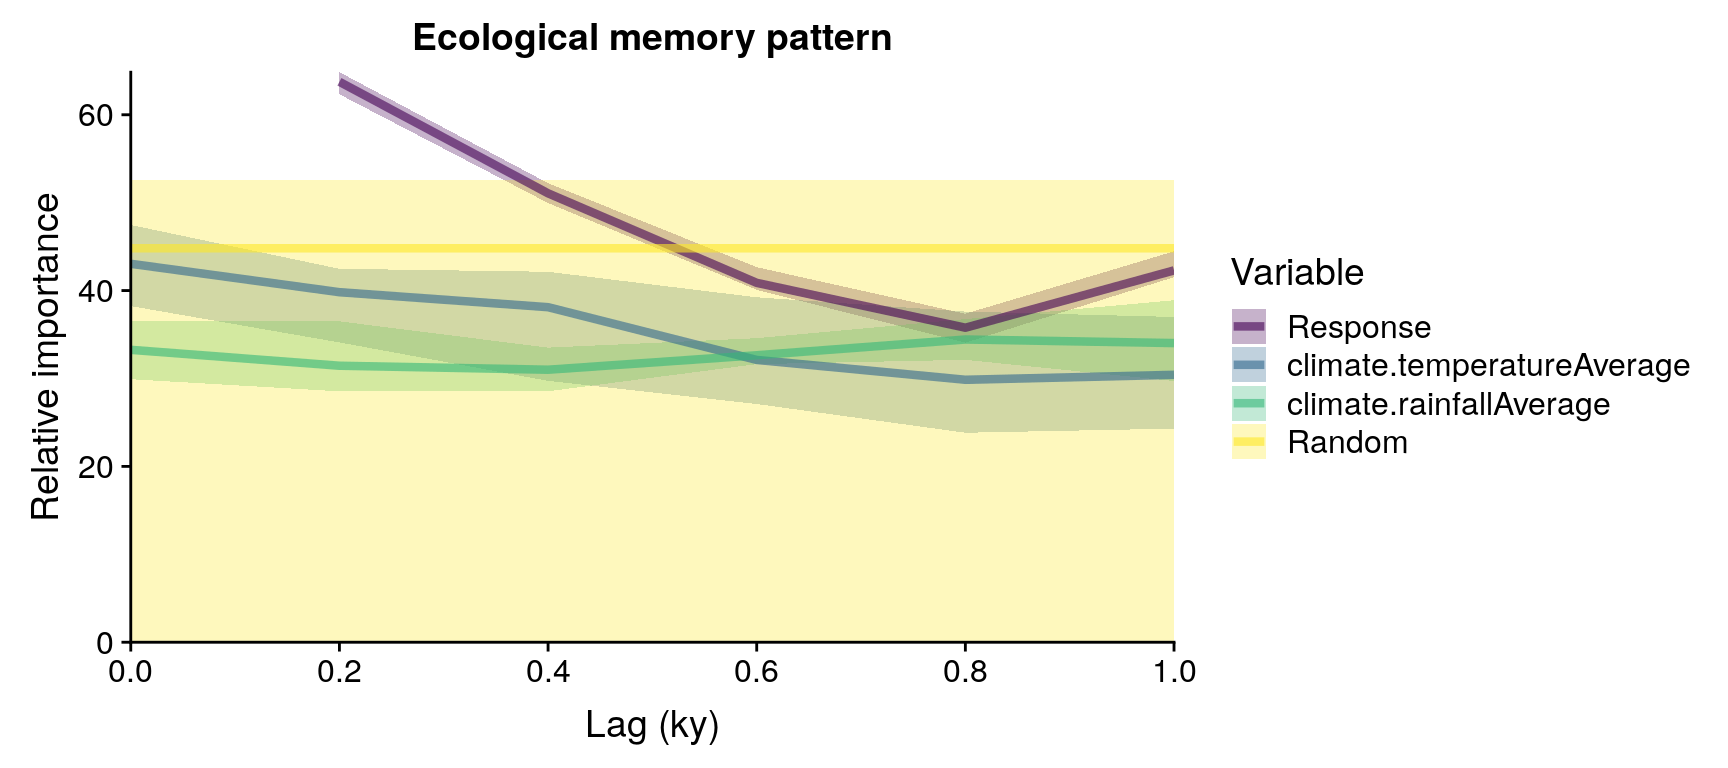 Ecological memory pattern
Relative importance
60
40
20
0
0.0 0.2 0.4 0.6 0.8 1.0
Lag (ky)
Variable
Response
climate.temperatureAverage
climate.rainfallAverage
Random